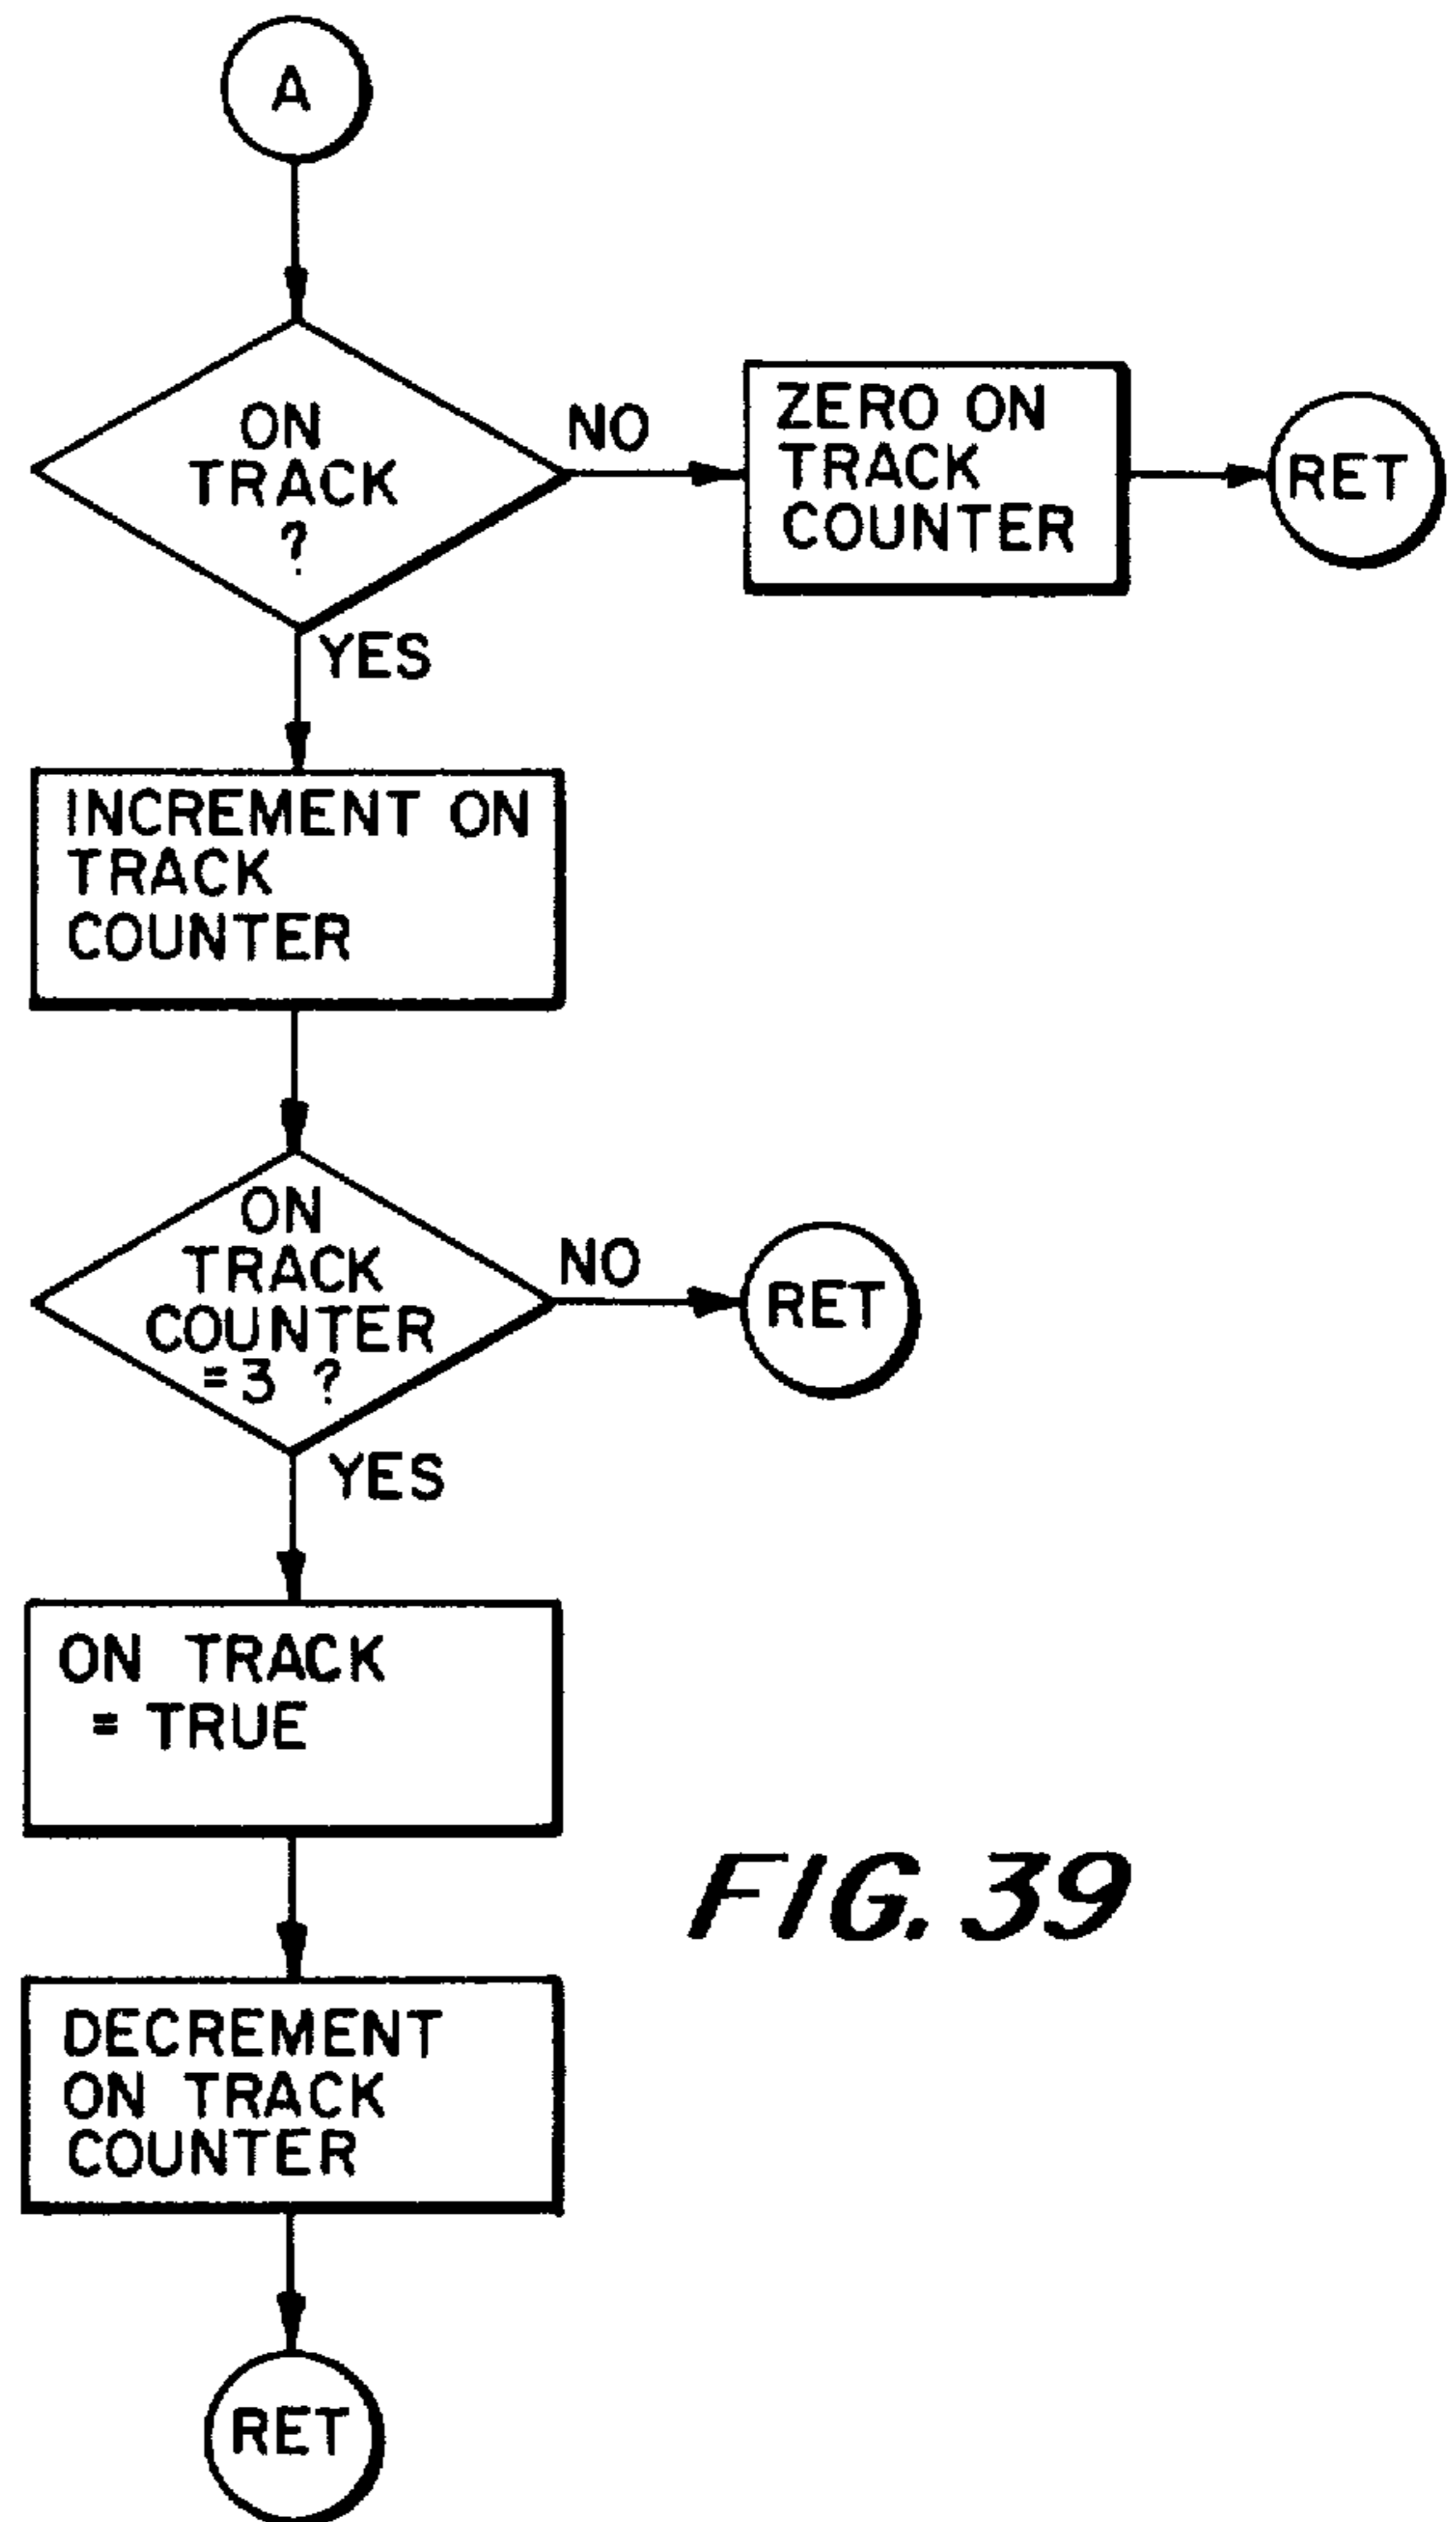 A
ON
TRACK
?
NO
ZERO ON
TRACK
COUNTER
RET
YES
INCREMENT ON
TRACK
COUNTER
ON
TRACK
COUNTER
=3 ?
NO
RET
YES
ON TRACK
= TRUE
FIG. 39
DECREMENT
ON TRACK
COUNTER
RET